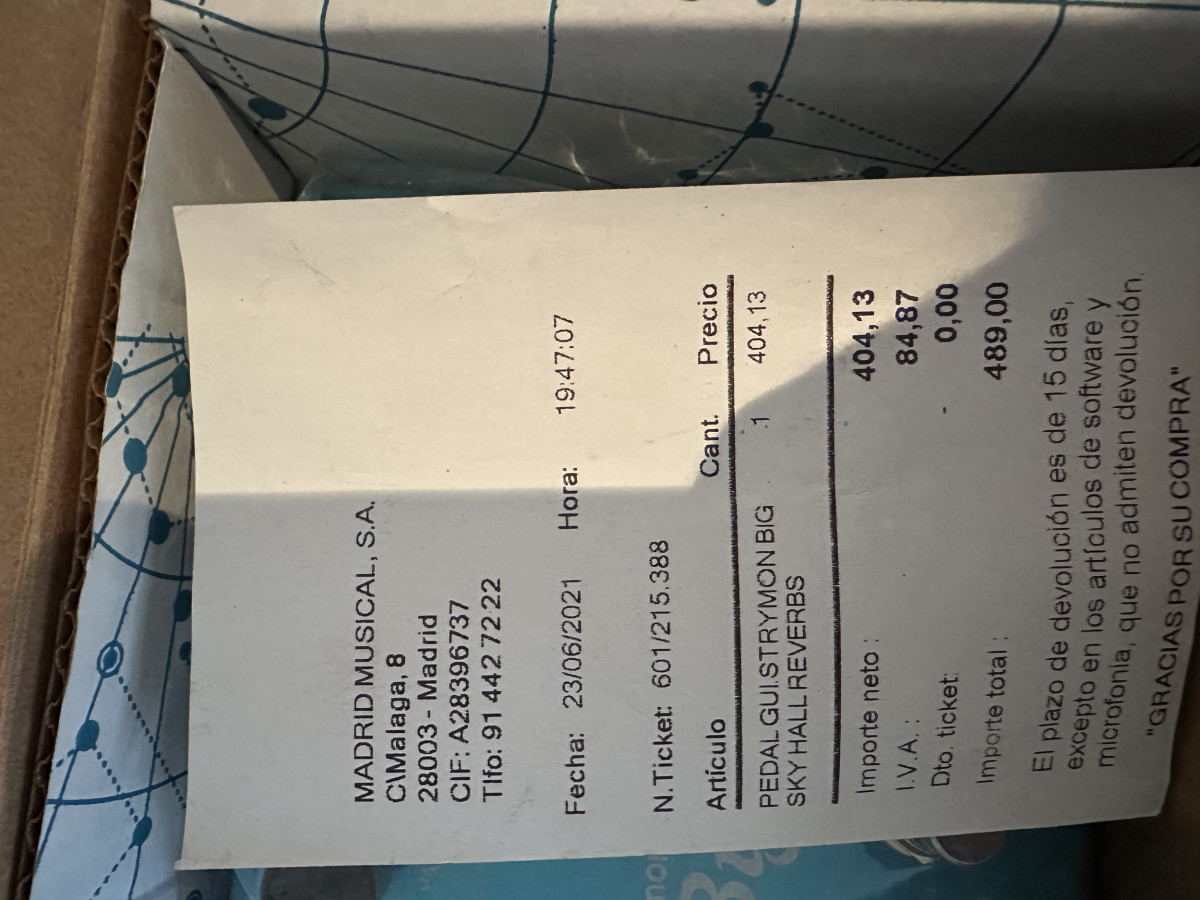 MADRID MUSICAL, S.A.
C\Malaga, 8
28003 - Madrid
CIF: A28396737
Tlfo: 91 442 72 22
Fecha: 23/06/2021 Hora: 19:47:07
N.Ticket: 601/215.388
Artículo Cant. Precio
PEDAL GUI.STRYMON BIG 1 404,13
SKY HALL.REVERBS
Importe neto : 404,13
I.V.A. : 84,87
Dto. ticket: - 0,00
Importe total : 489,00
El plazo de devolución es de 15 días,
excepto en los artículos de software y
microfonía, que no admiten devolución,
"GRACIAS POR SU COMPRA"